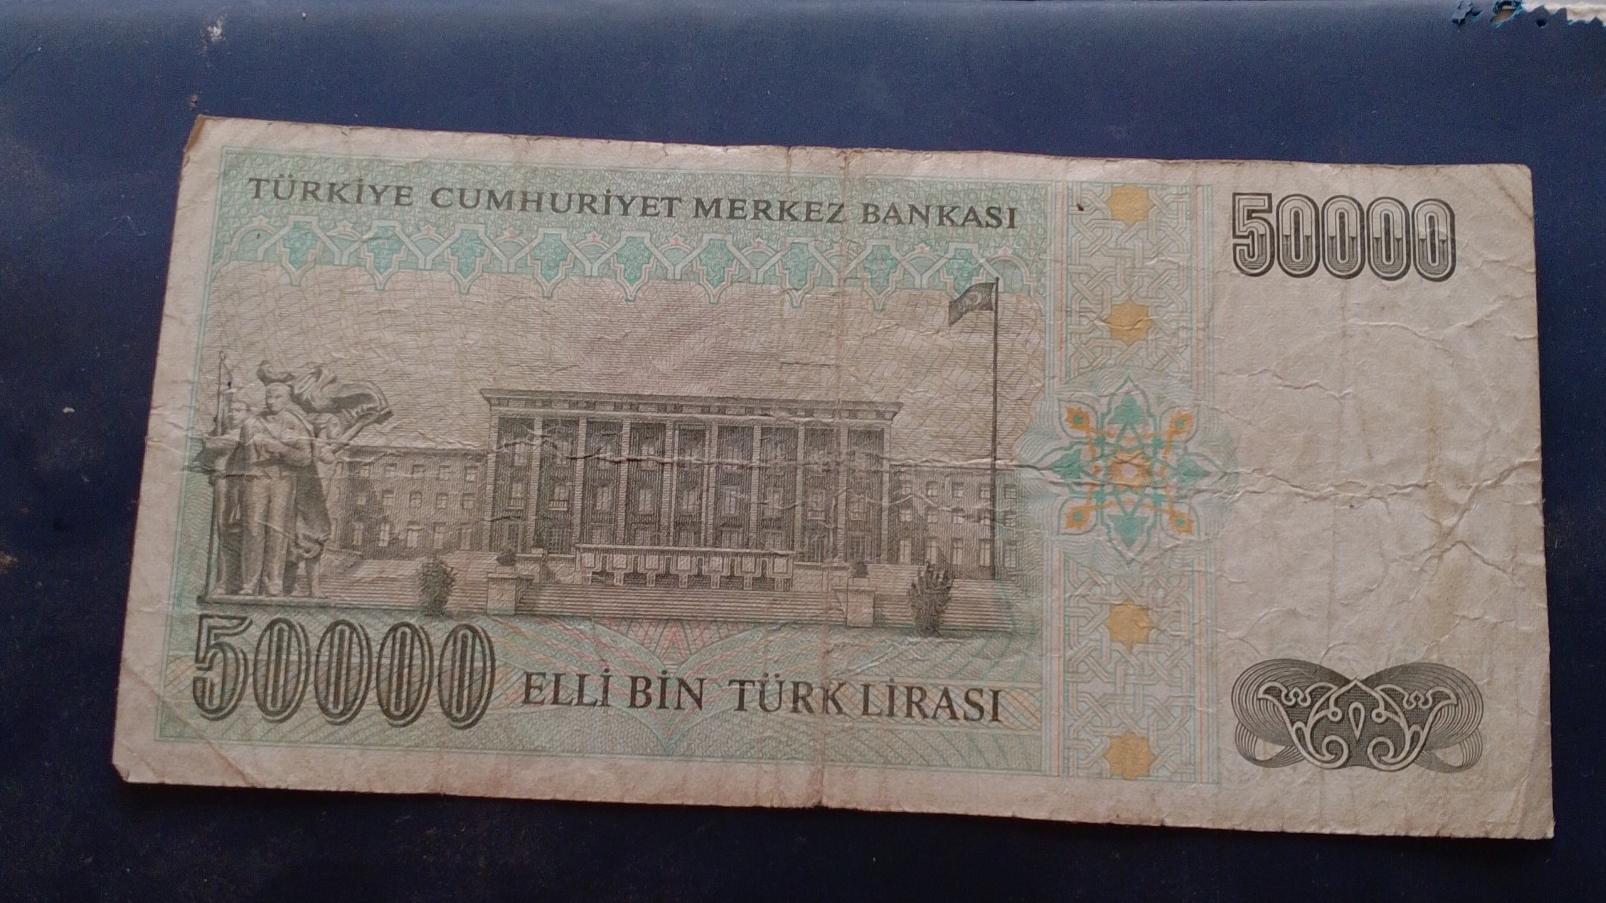 TÜRKİYE CUMHURİYET MERKEZ BANKASI
50000
50000
ELLİ BİN TÜRK LİRASI